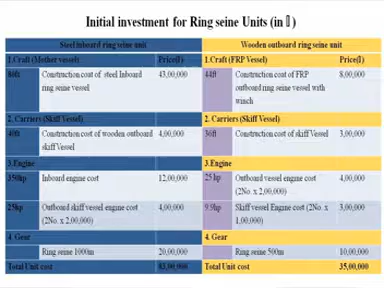 Initial investment for Ring seine Units (in ₹)
Steel inboard ring seine unit
Wooden outboard ring seine unit
1.Craft (Mother vessel) Price(₹)
1.Craft (FRP Vessel) Price(₹)
80ft Construction cost of steel Inboard 43,00,000
ring seine vessel
44ft Construction cost of FRP 8,00,000
outboard ring seine vessel with
winch
2. Carriers (Skiff Vessel)
2. Carriers (Skiff Vessel)
40ft Construction cost of wooden outboard 4,00,000
skiff Vessel
36ft Construction cost of skiff Vessel 3,00,000
3.Engine
3.Engine
350hp Inboard engine cost 12,00,000
25 hp Outboard vessel engine cost 4,00,000
(2No. x 2,00,000)
25hp Outboard skiff vessel engine cost 4,00,000
(2No. x 2,00,000)
9.9hp Skiff vessel Engine cost (2No. x 3,00,000
1,00,000)
4. Gear
4. Gear
Ring seine 1000m 20,00,000
Ring seine 500m 10,00,000
Total Unit cost 83,00,000
Total Unit cost 35,00,000